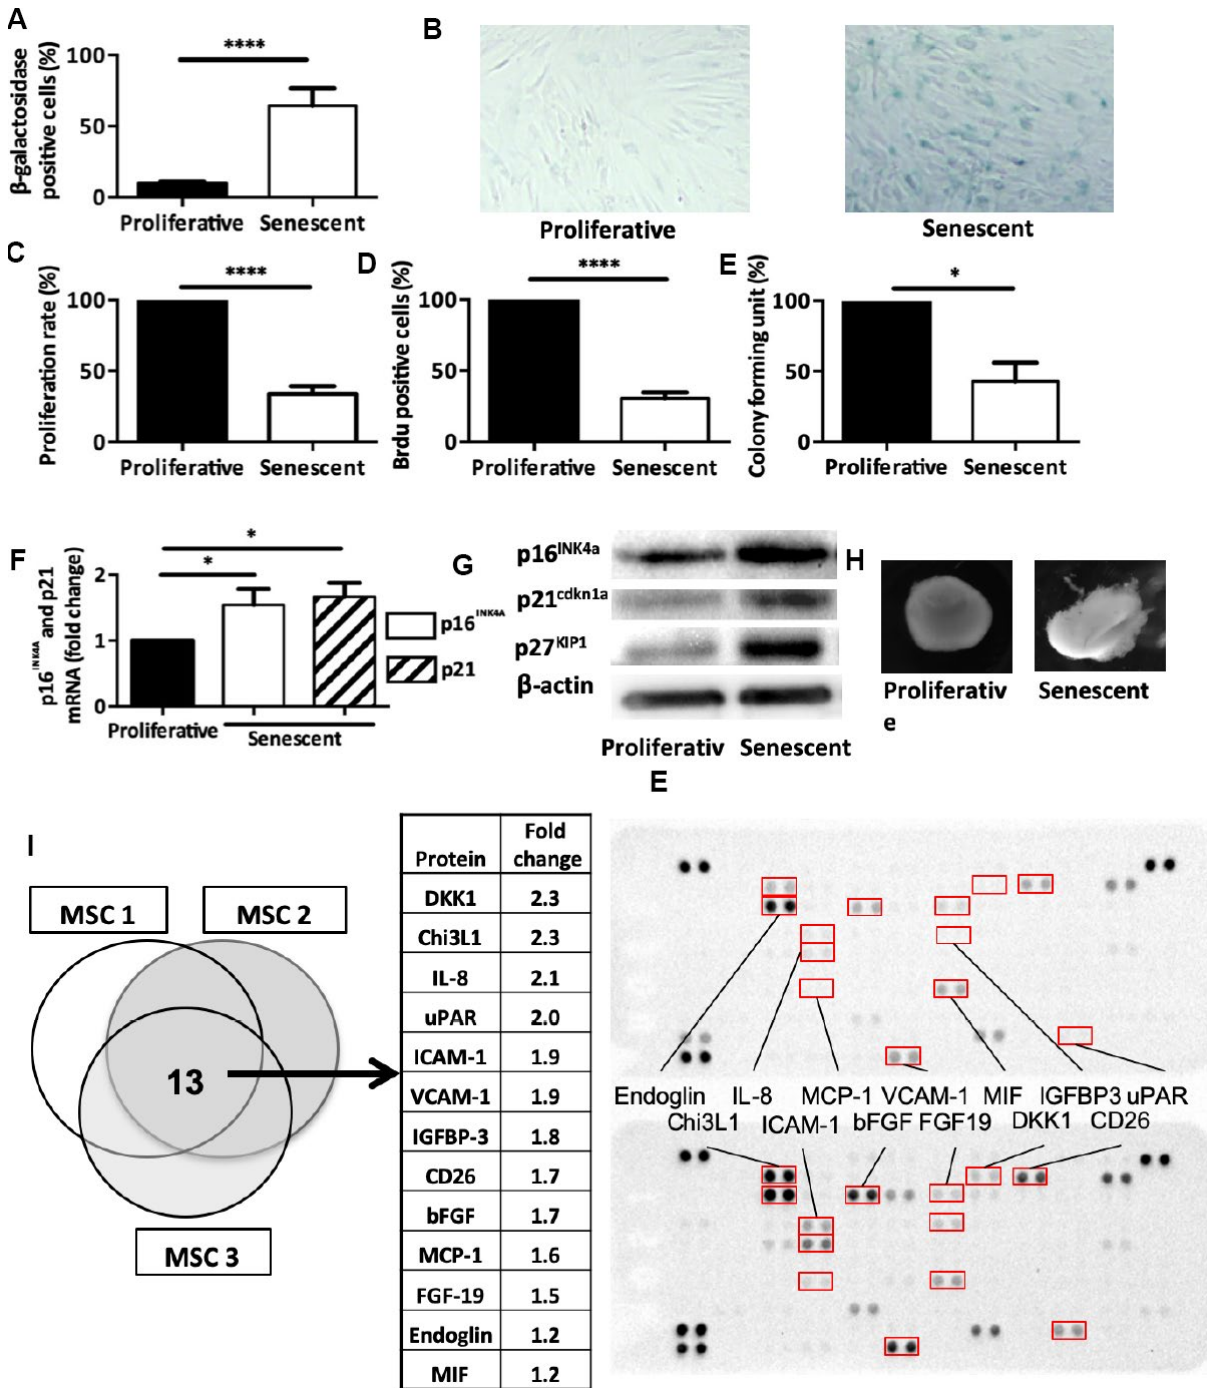 A
β-galactosidase
positive cells (%)
100
50
0
****
Proliferative
Senescent
B
Proliferative
Senescent
C
Proliferation rate (%)
100
50
0
****
Proliferative
Senescent
D
Brdu positive cells (%)
100
50
0
****
Proliferative
Senescent
E
Colony forming unit (%)
100
50
0
*
Proliferative
Senescent
F
p16INK4A and p21
mRNA (fold change)
2
1
0
*
*
Proliferative
Senescent
p16INK4A
p21
G
p16INK4a
p21cdkn1a
p27KIP1
β-actin
Proliferativ
Senescent
H
Proliferativ
e
Senescent
I
MSC 1
MSC 2
13
MSC 3
Protein Fold change
DKK1 2.3
Chi3L1 2.3
IL-8 2.1
uPAR 2.0
ICAM-1 1.9
VCAM-1 1.9
IGFBP-3 1.8
CD26 1.7
bFGF 1.7
MCP-1 1.6
FGF-19 1.5
Endoglin 1.2
MIF 1.2
E
Endoglin IL-8 MCP-1 VCAM-1 MIF IGFBP3 uPAR
Chi3L1 ICAM-1 bFGF FGF19 DKK1 CD26